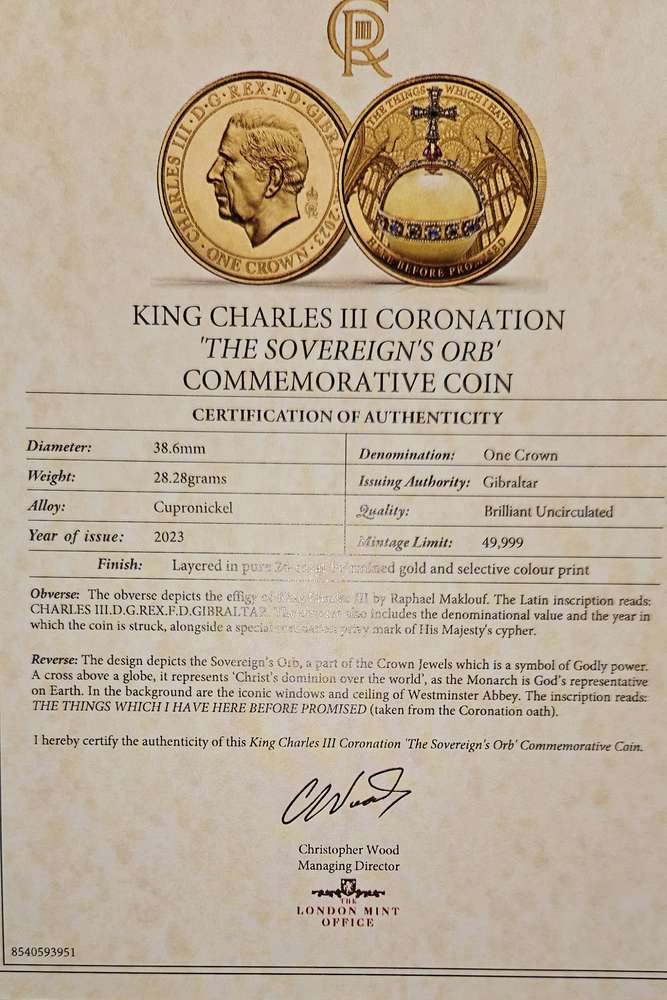 CHARLES III · D · G · REX · F · D · GIBRA
2023
· ONE CROWN ·
THE THINGS WHICH I HAVE
HERE BEFORE PROMISED
KING CHARLES III CORONATION
'THE SOVEREIGN'S ORB'
COMMEMORATIVE COIN
CERTIFICATION OF AUTHENTICITY
Diameter: 38.6mm
Weight: 28.28grams
Alloy: Cupronickel
Year of issue: 2023
Denomination: One Crown
Issuing Authority: Gibraltar
Quality: Brilliant Uncirculated
Mintage Limit: 49,999
Finish: Layered in pure gold and selective colour print
Obverse: The obverse depicts the effigy of King Charles III by Raphael Maklouf. The Latin inscription reads:
CHARLES III.D.G.REX.F.D.GIBRALTAR. also includes the denominational value and the year in
which the coin is struck, alongside a special privy mark of His Majesty's cypher.
Reverse: The design depicts the Sovereign's Orb, a part of the Crown Jewels which is a symbol of Godly power.
A cross above a globe, it represents 'Christ's dominion over the world', as the Monarch is God's representative
on Earth. In the background are the iconic windows and ceiling of Westminster Abbey. The inscription reads:
THE THINGS WHICH I HAVE HERE BEFORE PROMISED (taken from the Coronation oath).
I hereby certify the authenticity of this King Charles III Coronation 'The Sovereign's Orb' Commemorative Coin.
Christopher Wood
Managing Director
THE
LONDON MINT
OFFICE
8540593951